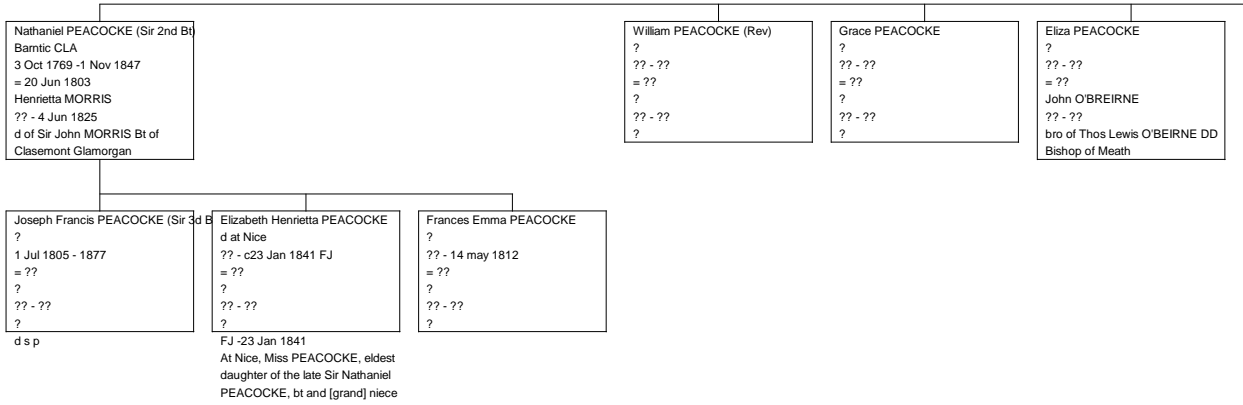 Nathaniel PEACOCKE (Sir 2nd Bt)
Barntic CLA
3 Oct 1769 -1 Nov 1847
= 20 Jun 1803
Henrietta MORRIS
?? - 4 Jun 1825
d of Sir John MORRIS Bt of
Clasemont Glamorgan
William PEACOCKE (Rev)
?
?? - ??
= ??
?
?? - ??
?
Grace PEACOCKE
?
?? - ??
= ??
?
?? - ??
?
Eliza PEACOCKE
?
?? - ??
= ??
John O'BREIRNE
?? - ??
bro of Thos Lewis O'BEIRNE DD
Bishop of Meath
Joseph Francis PEACOCKE (Sir 3d B
?
1 Jul 1805 - 1877
= ??
?
?? - ??
?
d s p
Elizabeth Henrietta PEACOCKE
d at Nice
?? - c23 Jan 1841 FJ
= ??
?
?? - ??
?
FJ -23 Jan 1841
At Nice, Miss PEACOCKE, eldest
daughter of the late Sir Nathaniel
PEACOCKE, bt and [grand] niece
Frances Emma PEACOCKE
?
?? - 14 may 1812
= ??
?
?? - ??
?